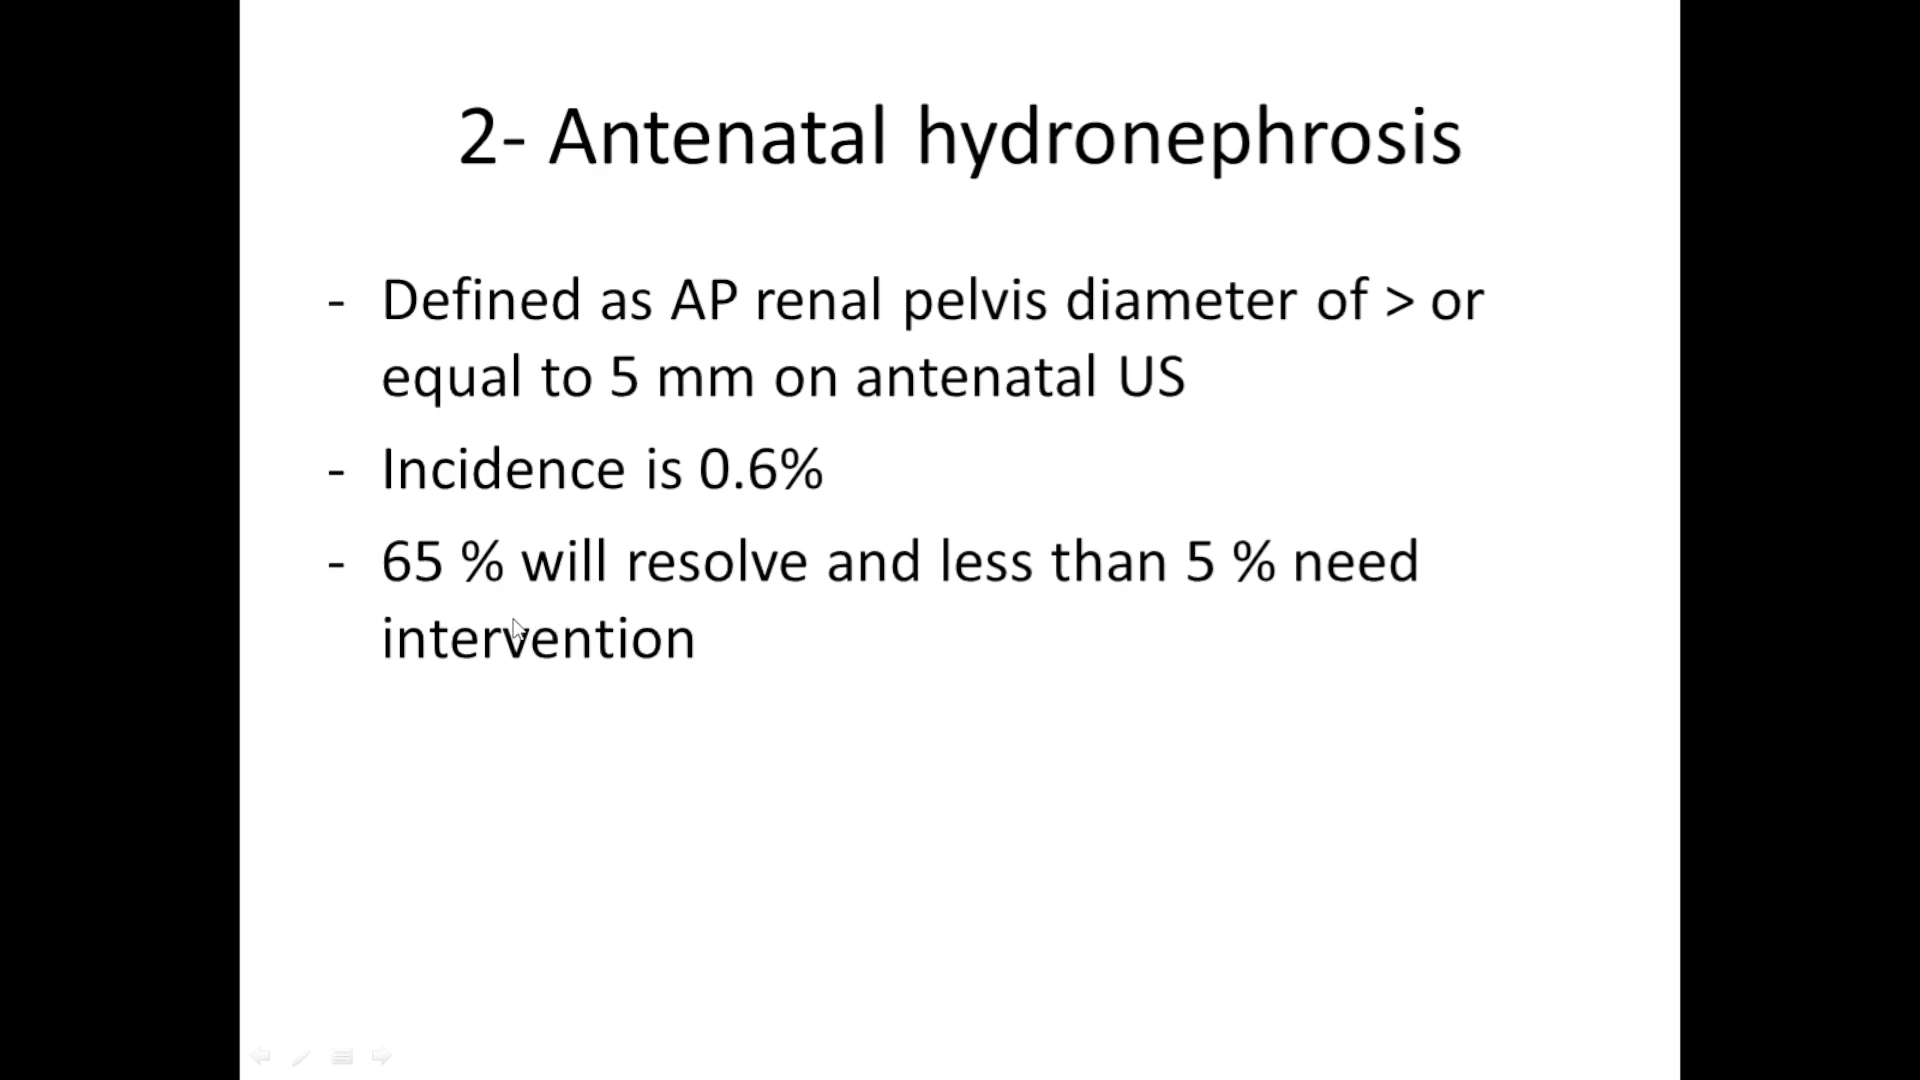 2- Antenatal hydronephrosis
- Defined as AP renal pelvis diameter of > or
equal to 5 mm on antenatal US
- Incidence is 0.6%
- 65 % will resolve and less than 5 % need
intervention